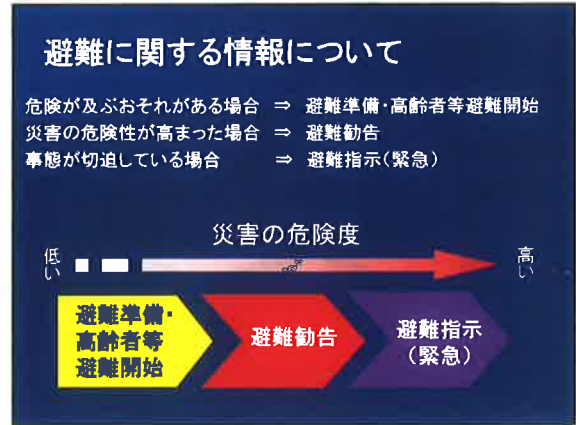 避難に関する情報について
危険が及ぶおそれがある場合 ⇒ 避難準備・高齢者等避難開始
災害の危険性が高まった場合 ⇒ 避難勧告
事態が切迫している場合 ⇒ 避難指示(緊急)
災害の危険度
低い
高い
避難準備・
高齢者等
避難開始
避難勧告
避難指示
(緊急)